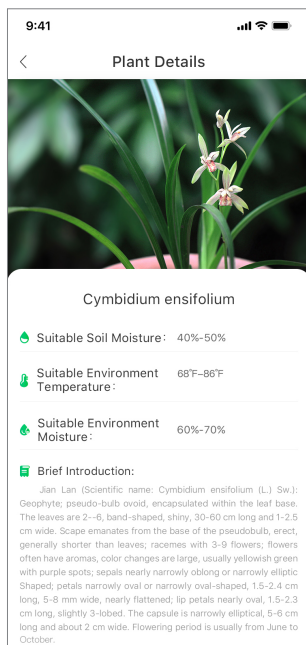 9:41
Plant Details
Cymbidium ensifolium
Suitable Soil Moisture: 40%-50%
Suitable Environment 68°F-86°F
Temperature:
Suitable Environment 60%-70%
Moisture:
Brief Introduction:
Jian Lan (Scientific name: Cymbidium ensifolium (L.) Sw.):
Geophyte; pseudo-bulb ovoid, encapsulated within the leaf base.
The leaves are 2--6, band-shaped, shiny, 30-60 cm long and 1-2.5
cm wide. Scape emanates from the base of the pseudobulb, erect,
generally shorter than leaves; racemes with 3-9 flowers; flowers
often have aromas, color changes are large, usually yellowish green
with purple spots; sepals nearly narrowly oblong or narrowly elliptic
Shaped; petals narrowly oval or narrowly oval-shaped, 1.5-2.4 cm
long, 5-8 mm wide, nearly flattened; lip petals nearly oval, 1.5-2.3
cm long, slightly 3-lobed. The capsule is narrowly elliptical, 5-6 cm
long and about 2 cm wide. Flowering period is usually from June to
October.